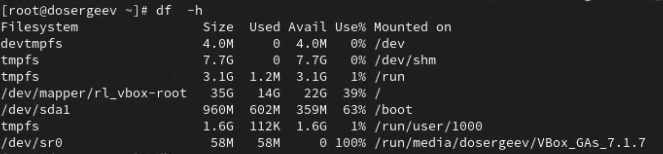 [root@dosergeev ~]# df  -h
Filesystem                Size  Used Avail Use% Mounted on
devtmpfs                  4.0M     0  4.0M   0% /dev
tmpfs                     7.7G     0  7.7G   0% /dev/shm
tmpfs                     3.1G  1.2M  3.1G   1% /run
/dev/mapper/rl_vbox-root   35G   14G   22G  39% /
/dev/sda1                 960M  602M  359M  63% /boot
tmpfs                     1.6G  112K  1.6G   1% /run/user/1000
/dev/sr0                   58M   58M     0 100% /run/media/dosergeev/VBox_GAs_7.1.7